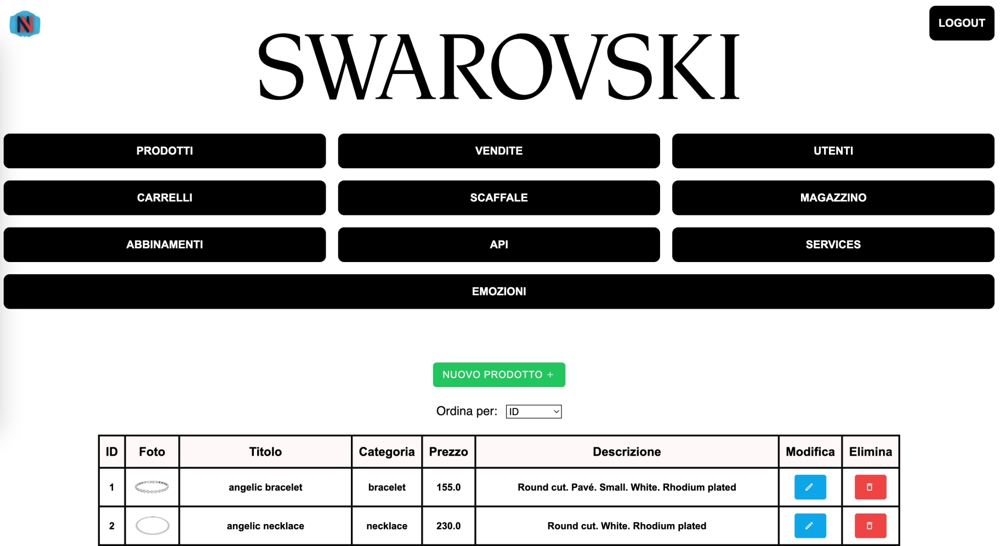 N
LOGOUT
SWAROVSKI
PRODOTTI VENDITE UTENTI
CARRELLI SCAFFALE MAGAZZINO
ABBINAMENTI API SERVICES
EMOZIONI
NUOVO PRODOTTO +
Ordina per: ID
ID Foto Titolo Categoria Prezzo Descrizione Modifica Elimina
1 angelic bracelet bracelet 155.0 Round cut. Pavé. Small. White. Rhodium plated
2 angelic necklace necklace 230.0 Round cut. White. Rhodium plated